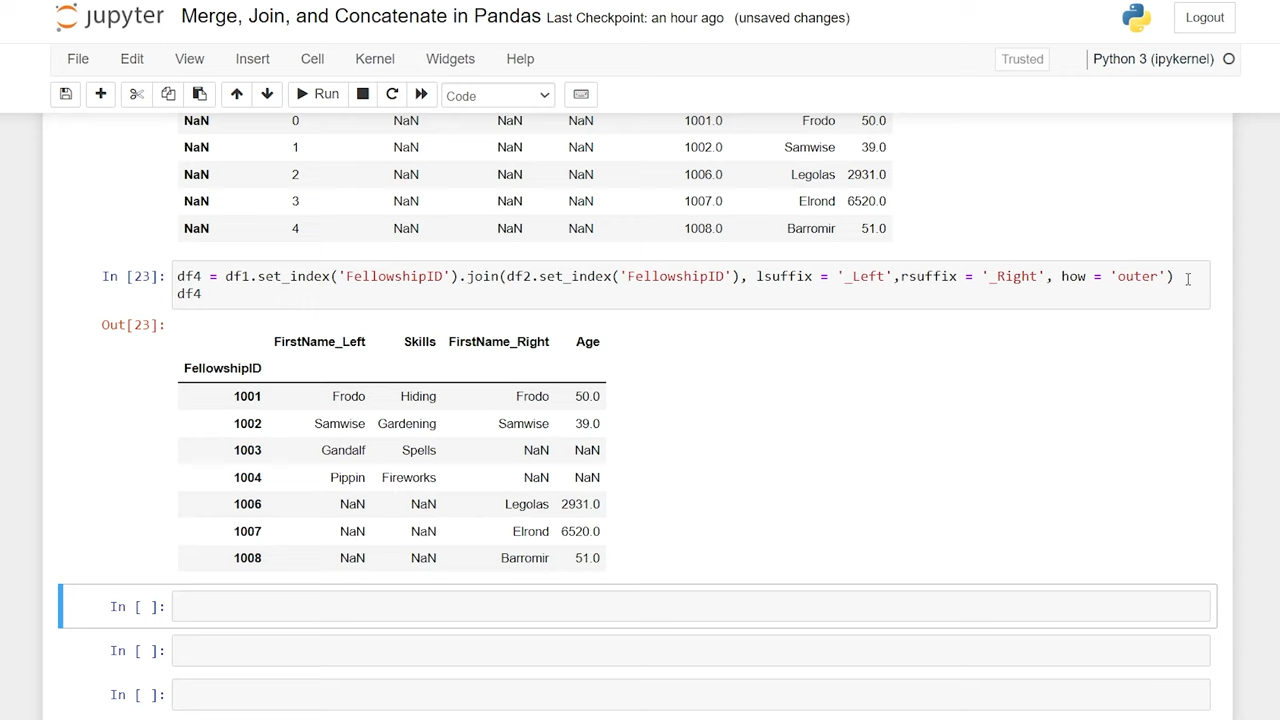 jupyter Merge, Join, and Concatenate in Pandas Last Checkpoint: an hour ago (unsaved changes) Logout
File Edit View Insert Cell Kernel Widgets Help Trusted Python 3 (ipykernel)
Run Code
NaN 0 NaN NaN NaN 1001.0 Frodo 50.0
NaN 1 NaN NaN NaN 1002.0 Samwise 39.0
NaN 2 NaN NaN NaN 1006.0 Legolas 2931.0
NaN 3 NaN NaN NaN 1007.0 Elrond 6520.0
NaN 4 NaN NaN NaN 1008.0 Barromir 51.0
In [23]: df4 = df1.set_index('FellowshipID').join(df2.set_index('FellowshipID'), lsuffix = '_Left',rsuffix = '_Right', how = 'outer')
df4
Out[23]:
FirstName_Left Skills FirstName_Right Age
FellowshipID
1001 Frodo Hiding Frodo 50.0
1002 Samwise Gardening Samwise 39.0
1003 Gandalf Spells NaN NaN
1004 Pippin Fireworks NaN NaN
1006 NaN NaN Legolas 2931.0
1007 NaN NaN Elrond 6520.0
1008 NaN NaN Barromir 51.0
In [ ]:
In [ ]:
In [ ]: